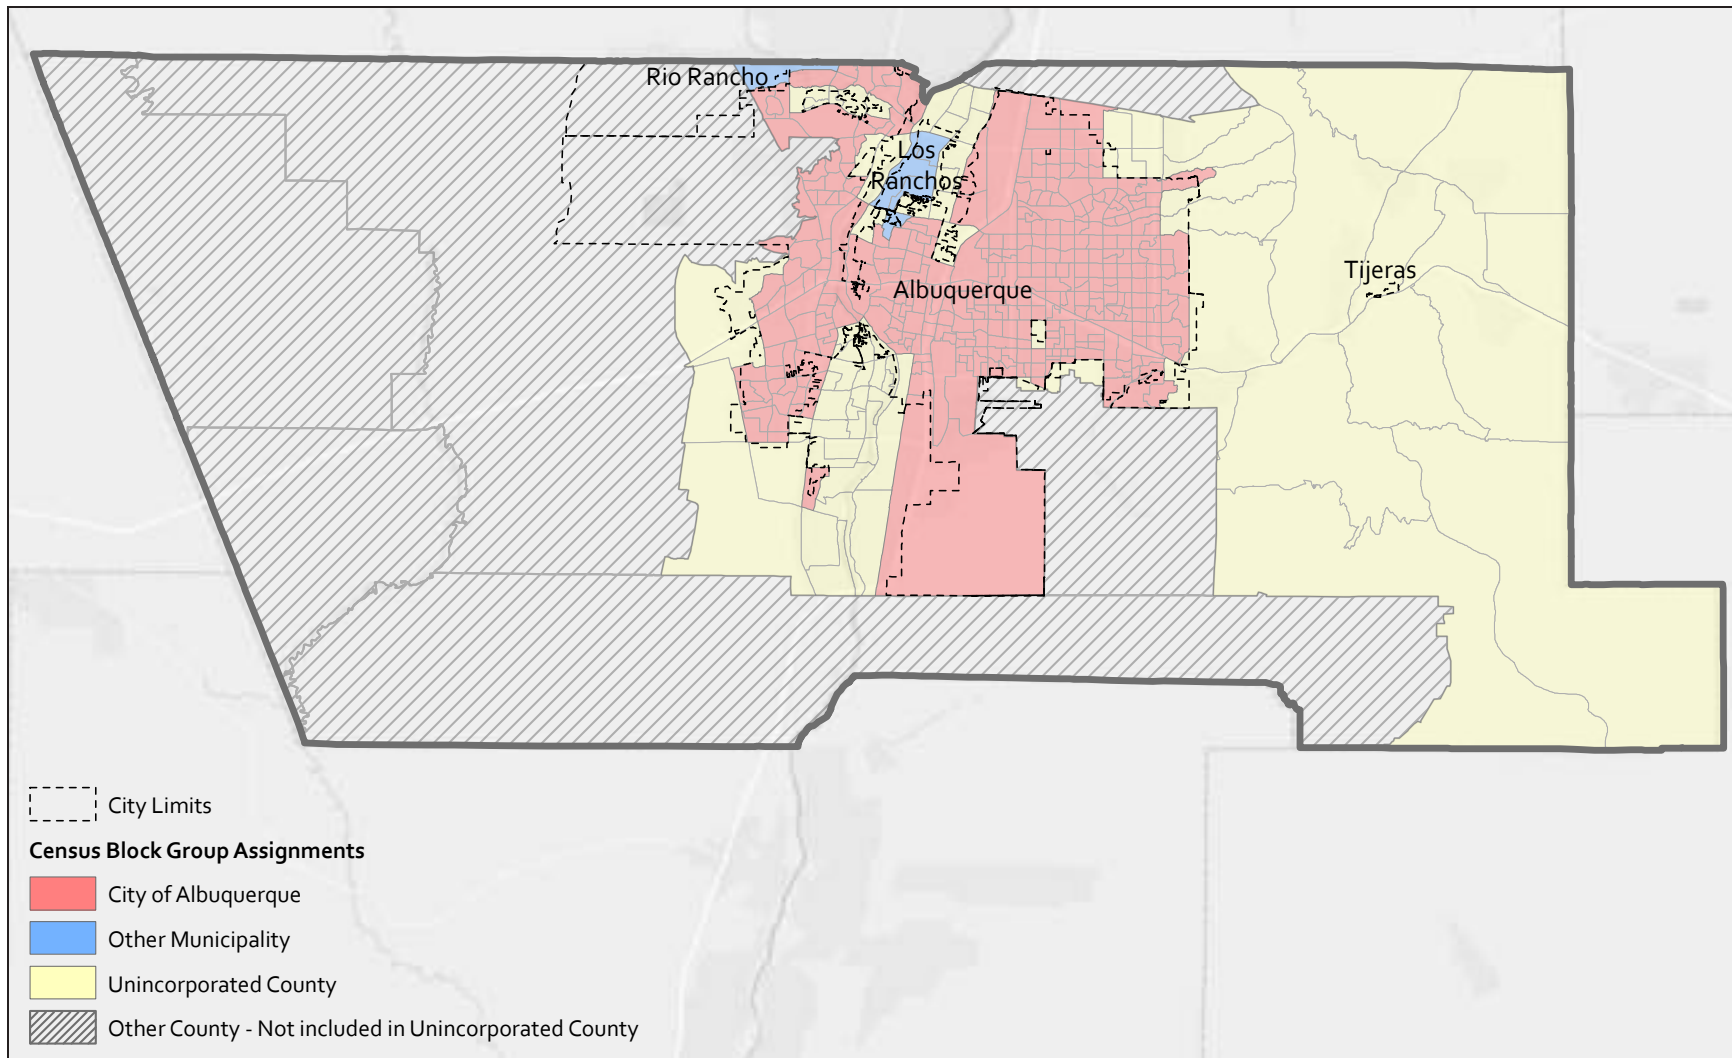 Rio Rancho
Los
Ranchos
Albuquerque
Tijeras
City Limits
Census Block Group Assignments
City of Albuquerque
Other Municipality
Unincorporated County
Other County - Not included in Unincorporated County